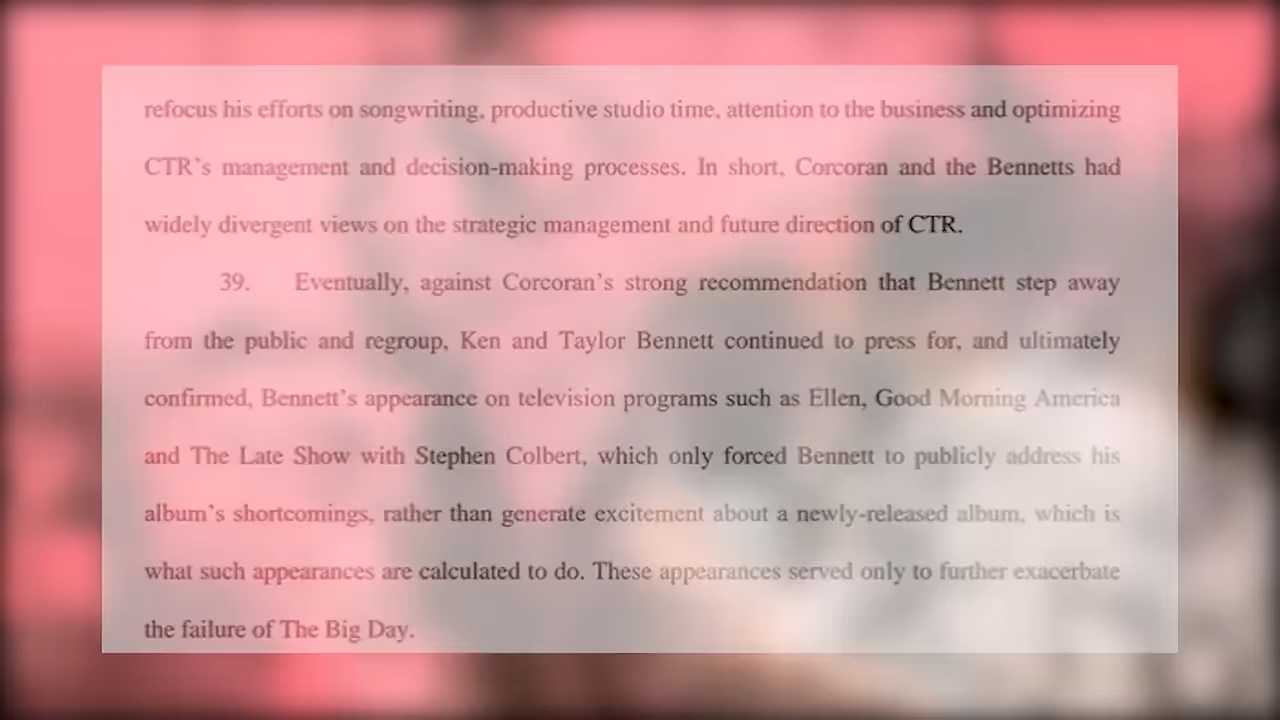 refocus his efforts on songwriting, productive studio time, attention to the business and optimizing
CTR's management and decision-making processes. In short, Corcoran and the Bennetts had
widely divergent views on the strategic management and future direction of CTR.
39. Eventually, against Corcoran's strong recommendation that Bennett step away
from the public and regroup, Ken and Taylor Bennett continued to press for, and ultimately
confirmed, Bennett's appearance on television programs such as Ellen, Good Morning America
and The Late Show with Stephen Colbert, which only forced Bennett to publicly address his
album's shortcomings, rather than generate excitement about a newly-released album, which is
what such appearances are calculated to do. These appearances served only to further exacerbate
the failure of The Big Day.